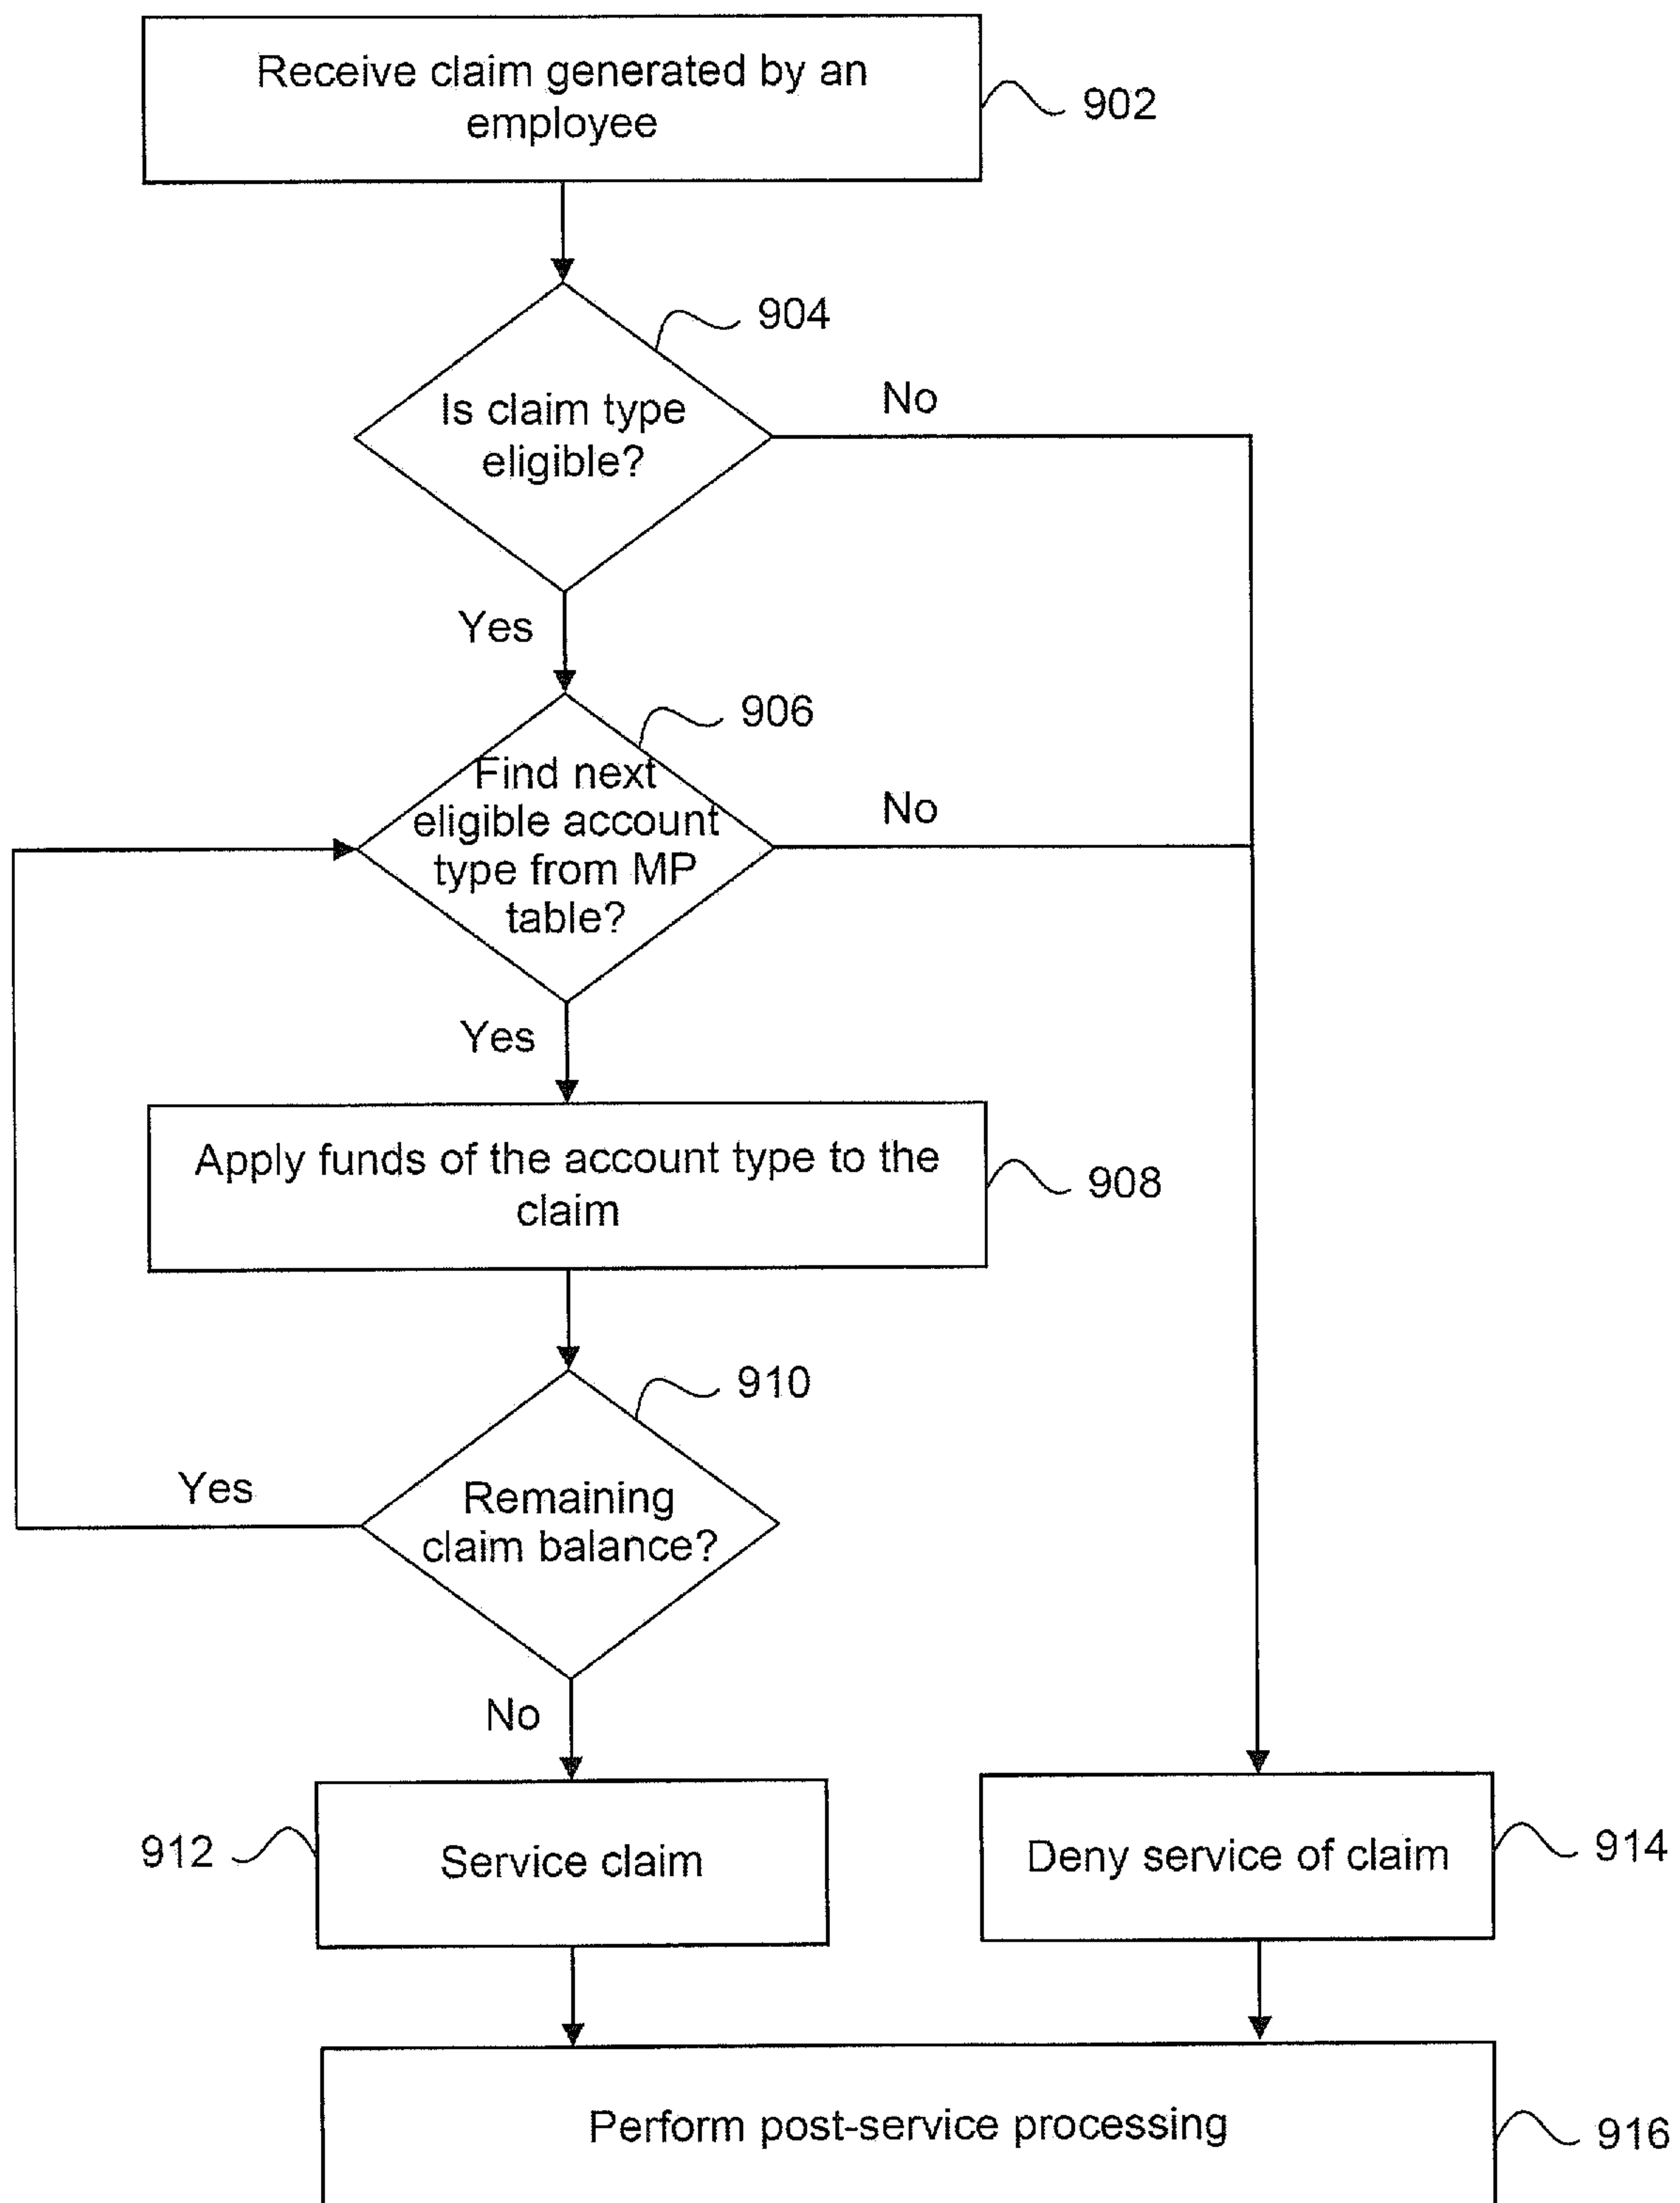 Receive claim generated by an
employee
902
904
Is claim type
eligible?
No
Yes
906
Find next
eligible account
type from MP
table?
No
Yes
Apply funds of the account type to the
claim
908
910
Remaining
claim balance?
Yes
No
912
Service claim
Deny service of claim
914
Perform post-service processing
916